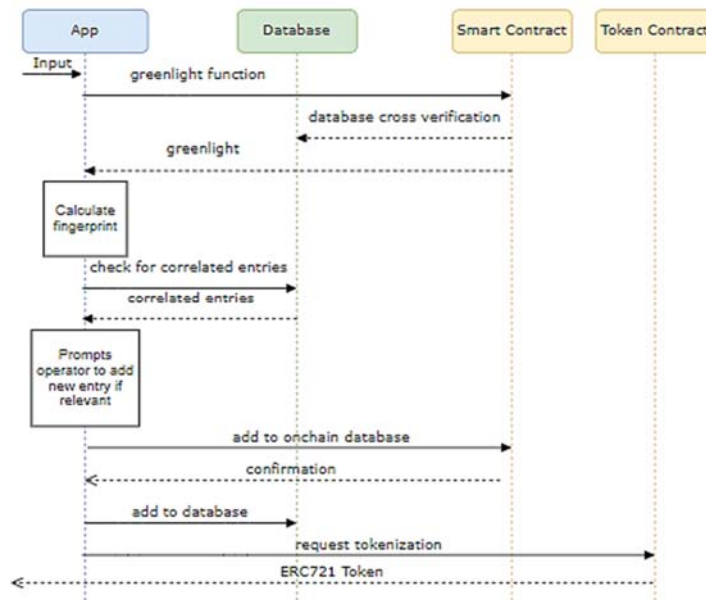 App
Database
Smart Contract
Token Contract
Input
greenlight function
database cross verification
greenlight
Calculate
fingerprint
check for correlated entries
correlated entries
Prompts
operator to add
new entry if
relevant
add to onchain database
confirmation
add to database
request tokenization
ERC721 Token